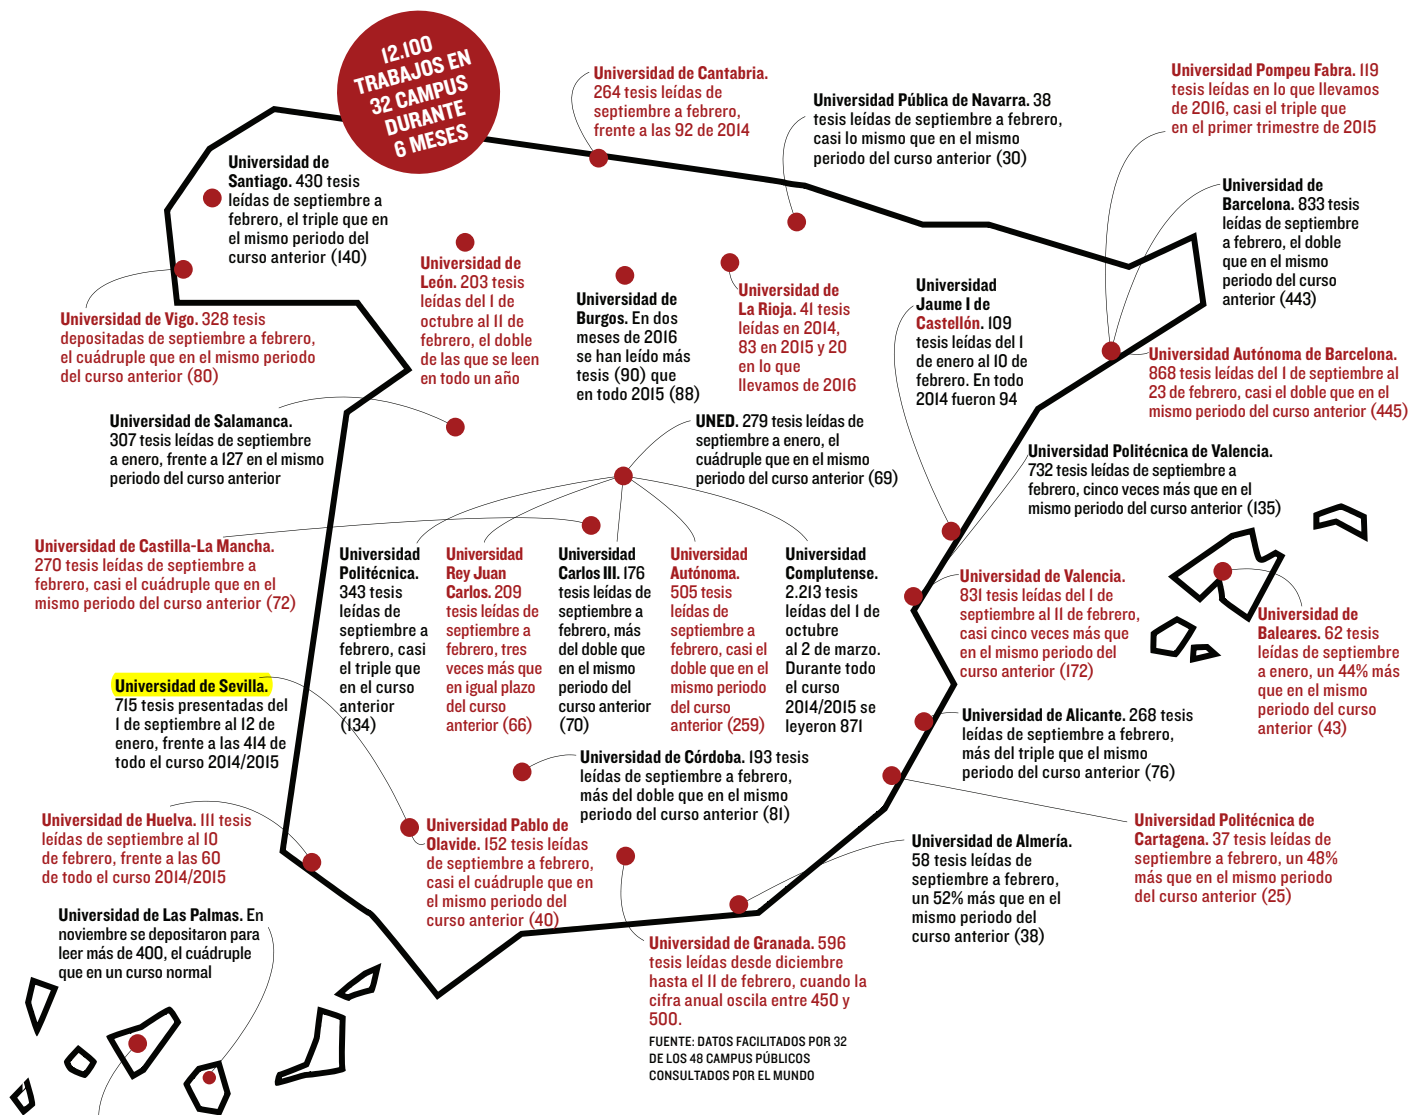 12.100
TRABAJOS EN
32 CAMPUS
DURANTE
6 MESES
Universidad de Cantabria.
264 tesis leídas de
septiembre a febrero,
frente a las 92 de 2014
Universidad Pública de Navarra. 38
tesis leídas de septiembre a febrero,
casi lo mismo que en el mismo
periodo del curso anterior (30)
Universidad Pompeu Fabra. 119
tesis leídas en lo que llevamos
de 2016, casi el triple que
en el primer trimestre de 2015
Universidad de
Santiago. 430 tesis
leídas de septiembre a
febrero, el triple que en
el mismo periodo del
curso anterior (140)
Universidad de
Barcelona. 833 tesis
leídas de septiembre
a febrero, el doble
que en el mismo
periodo del curso
anterior (443)
Universidad de Vigo. 328 tesis
depositadas de septiembre a febrero,
el cuádruple que en el mismo periodo
del curso anterior (80)
Universidad de
León. 203 tesis
leídas del 1 de
octubre al 11 de
febrero, el doble
de las que se leen
en todo un año
Universidad de
Burgos. En dos
meses de 2016
se han leído más
tesis (90) que
en todo 2015 (88)
Universidad de
La Rioja. 41 tesis
leídas en 2014,
83 en 2015 y 20
en lo que
llevamos de 2016
Universidad
Jaume I de
Castellón. 109
tesis leídas del 1
de enero al 10 de
febrero. En todo
2014 fueron 94
Universidad Autónoma de Barcelona.
868 tesis leídas del 1 de septiembre al
23 de febrero, casi el doble que en el
mismo periodo del curso anterior (445)
Universidad de Salamanca.
307 tesis leídas de septiembre
a enero, frente a 127 en el mismo
periodo del curso anterior
UNED. 279 tesis leídas de
septiembre a enero, el
cuádruple que en el mismo
periodo del curso anterior (69)
Universidad Politécnica de Valencia.
732 tesis leídas de septiembre a
febrero, cinco veces más que en el
mismo periodo del curso anterior (135)
Universidad de Castilla-La Mancha.
270 tesis leídas de septiembre a
febrero, casi el cuádruple que en el
mismo periodo del curso anterior (72)
Universidad
Politécnica.
343 tesis
leídas de
septiembre a
febrero, casi
el triple que
en el curso
anterior
(134)
Universidad
Rey Juan
Carlos. 209
tesis leídas de
septiembre a
febrero, tres
veces más que
en igual plazo
del curso
anterior (66)
Universidad
Carlos III. 176
tesis leídas de
septiembre a
febrero, más
del doble que
en el mismo
periodo del
curso anterior
(70)
Universidad
Autónoma.
505 tesis
leídas de
septiembre a
febrero, casi el
doble que en el
mismo periodo
del curso
anterior (259)
Universidad
Complutense.
2.213 tesis
leídas del 1 de
octubre
al 2 de marzo.
Durante todo
el curso
2014/2015 se
leyeron 871
Universidad de Valencia.
831 tesis leídas del 1 de
septiembre al 11 de febrero,
casi cinco veces más que
en el mismo periodo del
curso anterior (172)
Universidad de
Baleares. 62 tesis
leídas de septiembre
a enero, un 44% más
que en el mismo
periodo del curso
anterior (43)
Universidad de Sevilla.
715 tesis presentadas del
1 de septiembre al 12 de
enero, frente a las 414 de
todo el curso 2014/2015
Universidad de Alicante. 268 tesis
leídas de septiembre a febrero,
más del triple que el mismo
periodo del curso anterior (76)
Universidad de Córdoba. 193 tesis
leídas de septiembre a febrero,
más del doble que en el mismo
periodo del curso anterior (81)
Universidad de Huelva. 111 tesis
leídas de septiembre al 10
de febrero, frente a las 60
de todo el curso 2014/2015
Universidad Pablo de
Olavide. 152 tesis leídas
de septiembre a febrero,
casi el cuádruple que en
el mismo periodo del
curso anterior (40)
Universidad de Almería.
58 tesis leídas de
septiembre a febrero,
un 52% más que en el
mismo periodo del
curso anterior (38)
Universidad Politécnica de
Cartagena. 37 tesis leídas de
septiembre a febrero, un 48%
más que en el mismo periodo
del curso anterior (25)
Universidad de Las Palmas. En
noviembre se depositaron para
leer más de 400, el cuádruple
que en un curso normal
Universidad de Granada. 596
tesis leídas desde diciembre
hasta el 11 de febrero, cuando la
cifra anual oscila entre 450 y
500.
FUENTE: DATOS FACILITADOS POR 32
DE LOS 48 CAMPUS PÚBLICOS
CONSULTADOS POR EL MUNDO